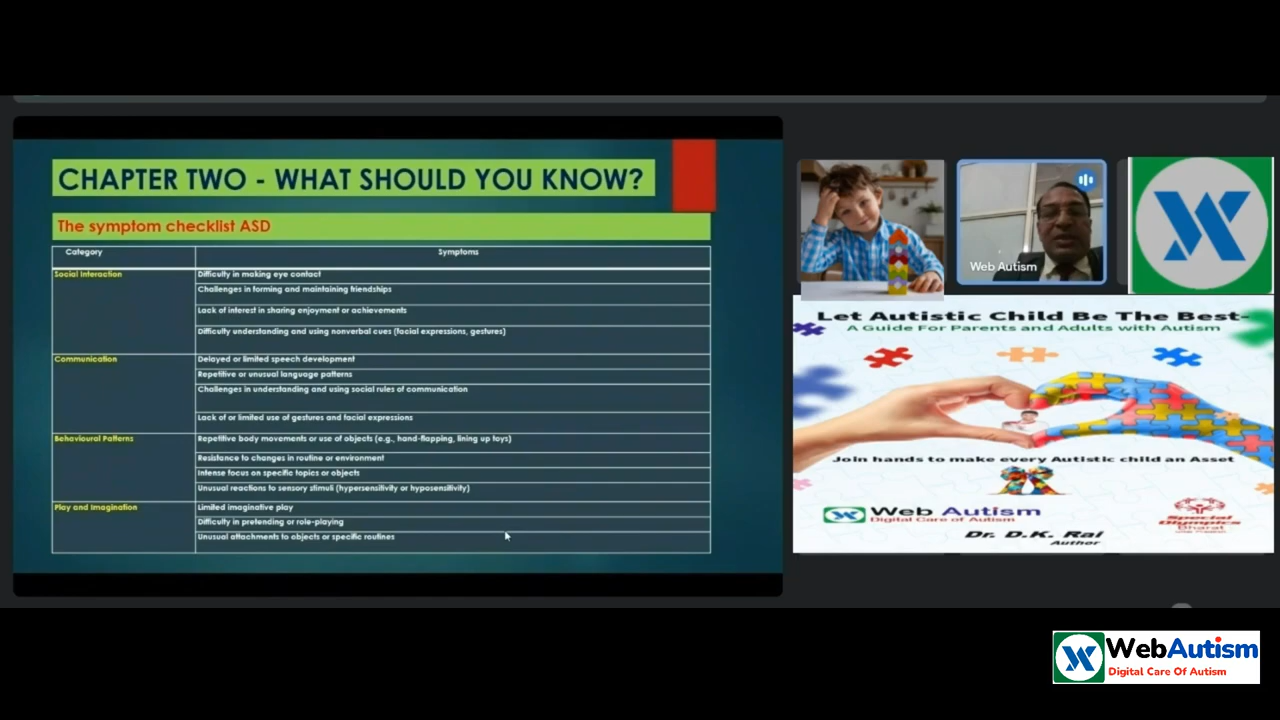 CHAPTER TWO - WHAT SHOULD YOU KNOW?
The symptom checklist ASD
Category Symptoms
Social Interaction Difficulty in making eye contact
Challenges in forming and maintaining friendships
Lack of interest in sharing enjoyment or achievements
Difficulty understanding and using nonverbal cues (facial expressions, gestures)
Communication Delayed or limited speech development
Repetitive or unusual language patterns
Challenges in understanding and using social rules of communication
Lack of or limited use of gestures and facial expressions
Behavioural Patterns Repetitive body movements or use of objects (e.g., hand-flapping, lining up toys)
Resistance to changes in routine or environment
Intense focus on specific topics or objects
Unusual reactions to sensory stimuli (hypersensitivity or hyposensitivity)
Play and Imagination Limited imaginative play
Difficulty in pretending or role-playing
Unusual attachments to objects or specific routines
Web Autism
Let Autistic Child Be The Best-
A Guide For Parents and Adults with Autism
Join hands to make every Autistic child an Asset
Web Autism
Digital Care of Autism
Special
Olympics
Bharat
Dr. D.K. Rai
Author
WebAutism
Digital Care Of Autism